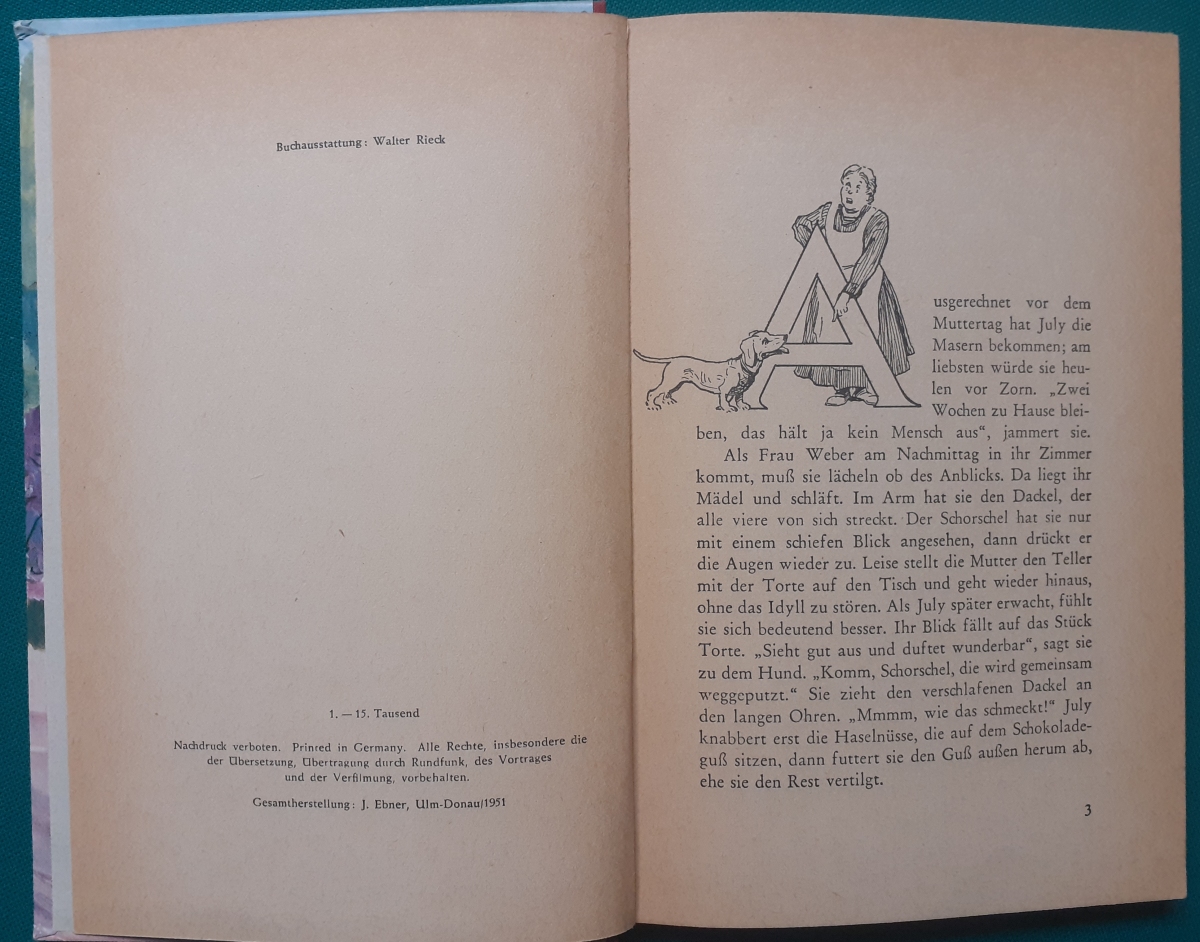 Buchausstattung: Walter Rieck
1. — 15. Tausend
Nachdruck verboten. Printed in Germany. Alle Rechte, insbesondere die
der Übersetzung, Übertragung durch Rundfunk, des Vortrages
und der Verfilmung, vorbehalten.
Gesamtherstellung: J. Ebner, Ulm-Donau/1951
A
usgerechnet vor dem
Muttertag hat July die
Masern bekommen; am
liebsten würde sie heu-
len vor Zorn. „Zwei
Wochen zu Hause blei-
ben, das hält ja kein Mensch aus“, jammert sie.
Als Frau Weber am Nachmittag in ihr Zimmer
kommt, muß sie lächeln ob des Anblicks. Da liegt ihr
Mädel und schläft. Im Arm hat sie den Dackel, der
alle viere von sich streckt. Der Schorschel hat sie nur
mit einem schiefen Blick angesehen, dann drückt er
die Augen wieder zu. Leise stellt die Mutter den Teller
mit der Torte auf den Tisch und geht wieder hinaus,
ohne das Idyll zu stören. Als July später erwacht, fühlt
sie sich bedeutend besser. Ihr Blick fällt auf das Stück
Torte. „Sieht gut aus und duftet wunderbar“, sagt sie
zu dem Hund. „Komm, Schorschel, die wird gemeinsam
weggeputzt.“ Sie zieht den verschlafenen Dackel an
den langen Ohren. „Mmmm, wie das schmeckt!“ July
knabbert erst die Haselnüsse, die auf dem Schokolade-
guß sitzen, dann futtert sie den Guß außen herum ab,
ehe sie den Rest vertilgt.
3